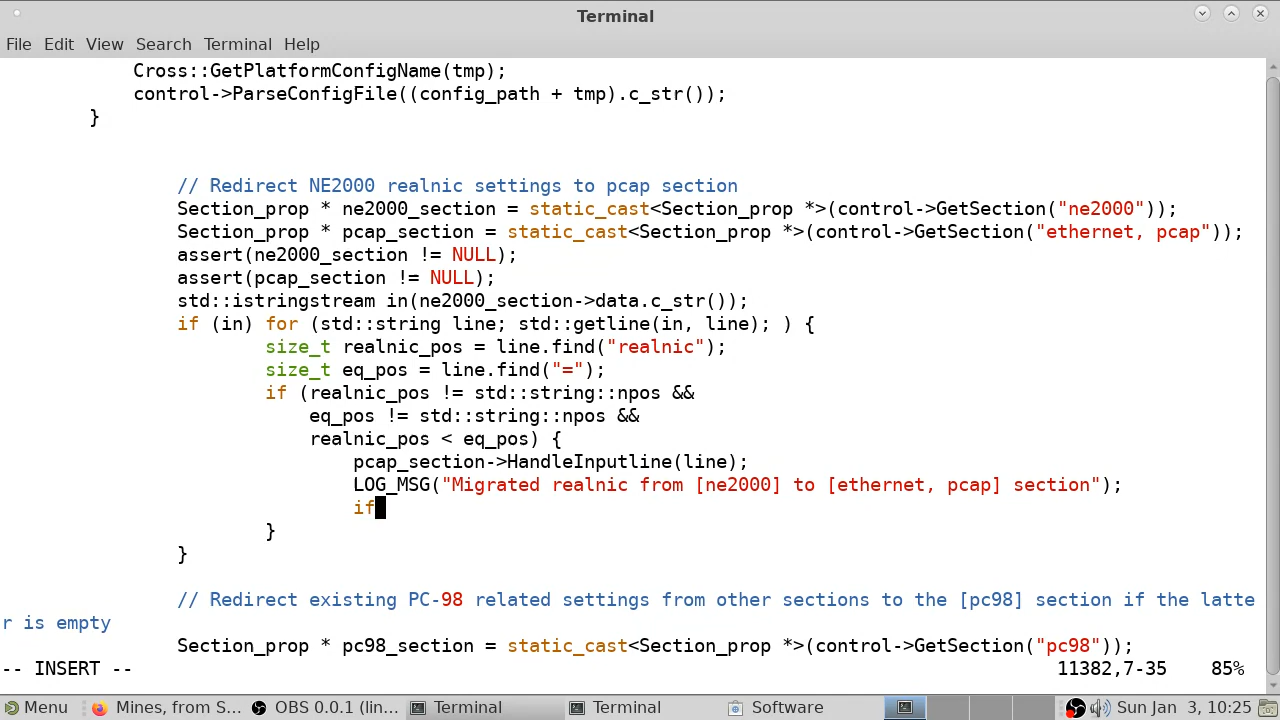 Terminal
File Edit View Search Terminal Help
Cross::GetPlatformConfigName(tmp);
control->ParseConfigFile((config_path + tmp).c_str());
}
// Redirect NE2000 realnic settings to pcap section
Section_prop * ne2000_section = static_cast<Section_prop *>(control->GetSection("ne2000"));
Section_prop * pcap_section = static_cast<Section_prop *>(control->GetSection("ethernet, pcap"));
assert(ne2000_section != NULL);
assert(pcap_section != NULL);
std::istringstream in(ne2000_section->data.c_str());
if (in) for (std::string line; std::getline(in, line); ) {
size_t realnic_pos = line.find("realnic");
size_t eq_pos = line.find("=");
if (realnic_pos != std::string::npos &&
eq_pos != std::string::npos &&
realnic_pos < eq_pos) {
pcap_section->HandleInputline(line);
LOG_MSG("Migrated realnic from [ne2000] to [ethernet, pcap] section");
if
}
}
// Redirect existing PC-98 related settings from other sections to the [pc98] section if the latte
r is empty
Section_prop * pc98_section = static_cast<Section_prop *>(control->GetSection("pc98"));
-- INSERT -- 11382,7-35 85%
Menu Mines, from S... OBS 0.0.1 (lin... Terminal Terminal Software Sun Jan 3, 10:25